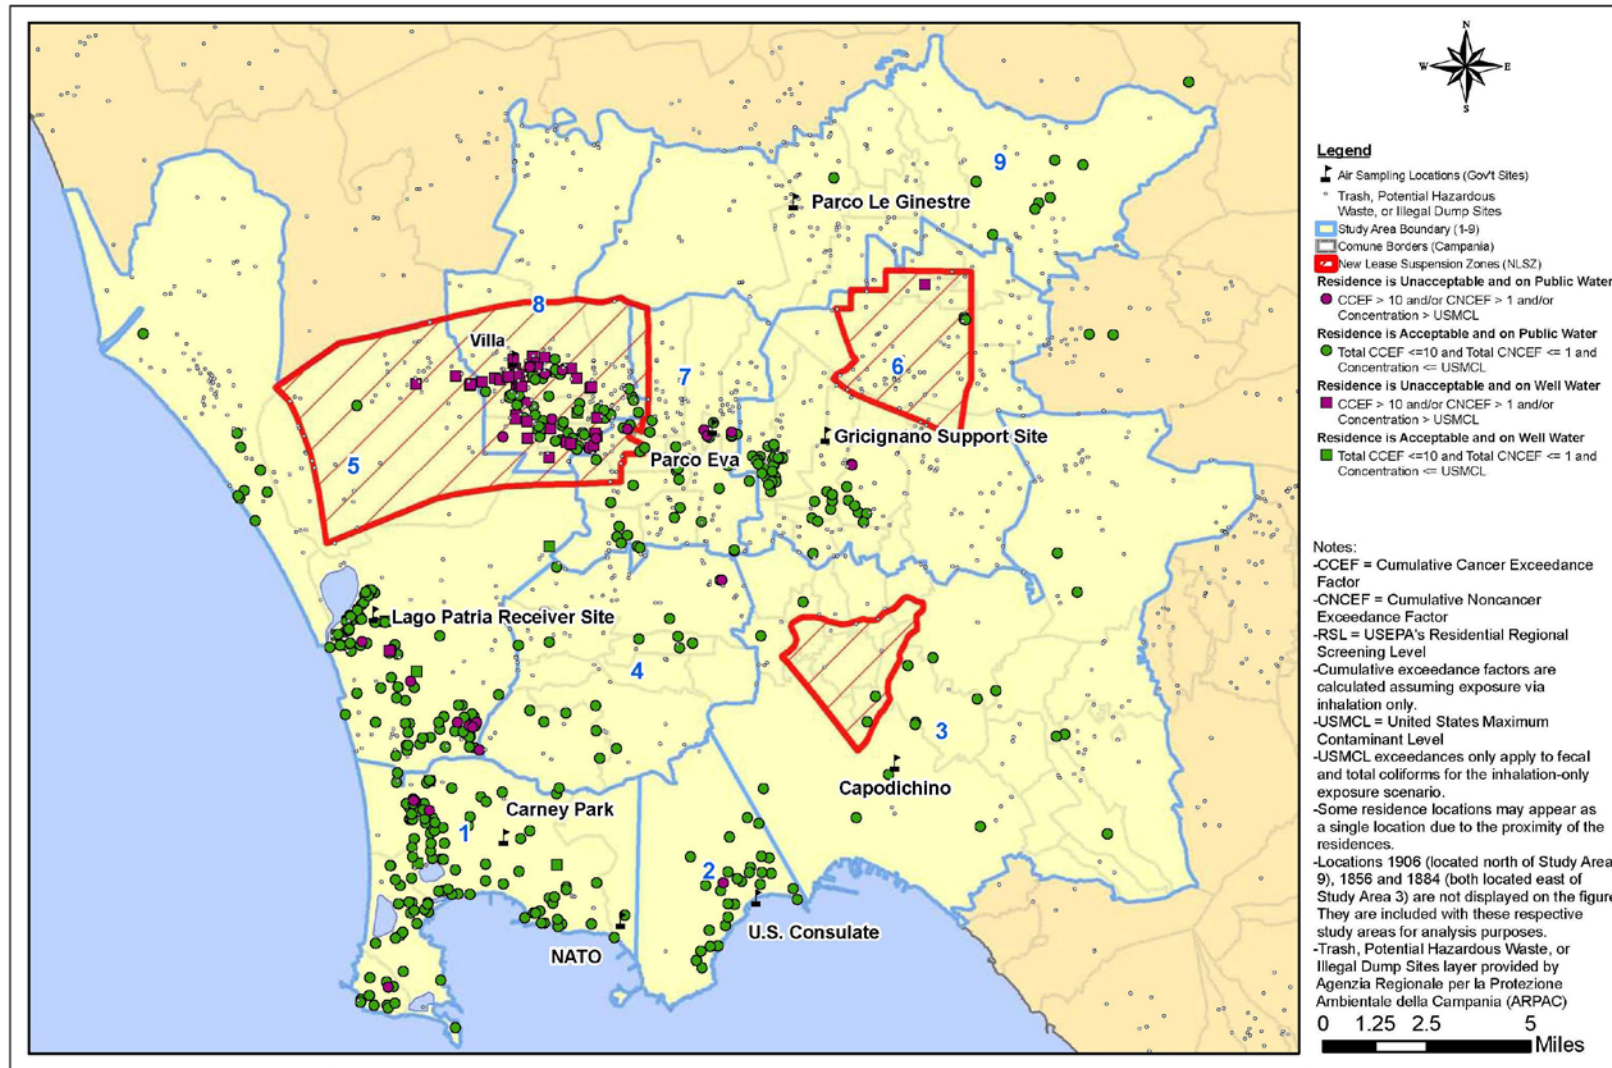 N
W
E
S
9
Parco Le Ginestre
8
Villa
7
6
Gricignano Support Site
Parco Eva
5
Lago Patria Receiver Site
4
3
Capodichino
Carney Park
1
2
U.S. Consulate
NATO
Legend
Air Sampling Locations (Gov't Sites)
Trash, Potential Hazardous
Waste, or Illegal Dump Sites
Study Area Boundary (1-9)
Comune Borders (Campania)
New Lease Suspension Zones (NLSZ)
Residence is Unacceptable and on Public Water
CCEF > 10 and/or CNCEF > 1 and/or
Concentration > USMCL
Residence is Acceptable and on Public Water
Total CCEF <=10 and Total CNCEF <= 1 and
Concentration <= USMCL
Residence is Unacceptable and on Well Water
CCEF > 10 and/or CNCEF > 1 and/or
Concentration > USMCL
Residence is Acceptable and on Well Water
Total CCEF <=10 and Total CNCEF <= 1 and
Concentration <= USMCL
Notes:
-CCEF = Cumulative Cancer Exceedance
Factor
-CNCEF = Cumulative Noncancer
Exceedance Factor
-RSL = USEPA's Residential Regional
Screening Level
-Cumulative exceedance factors are
calculated assuming exposure via
inhalation only.
-USMCL = United States Maximum
Contaminant Level
-USMCL exceedances only apply to fecal
and total coliforms for the inhalation-only
exposure scenario.
-Some residence locations may appear as
a single location due to the proximity of the
residences.
-Locations 1906 (located north of Study Area
9), 1856 and 1884 (both located east of
Study Area 3) are not displayed on the figure
They are included with these respective
study areas for analysis purposes.
-Trash, Potential Hazardous Waste, or
Illegal Dump Sites layer provided by
Agenzia Regionale per la Protezione
Ambientale della Campania (ARPAC)
0 1.25 2.5 5
Miles